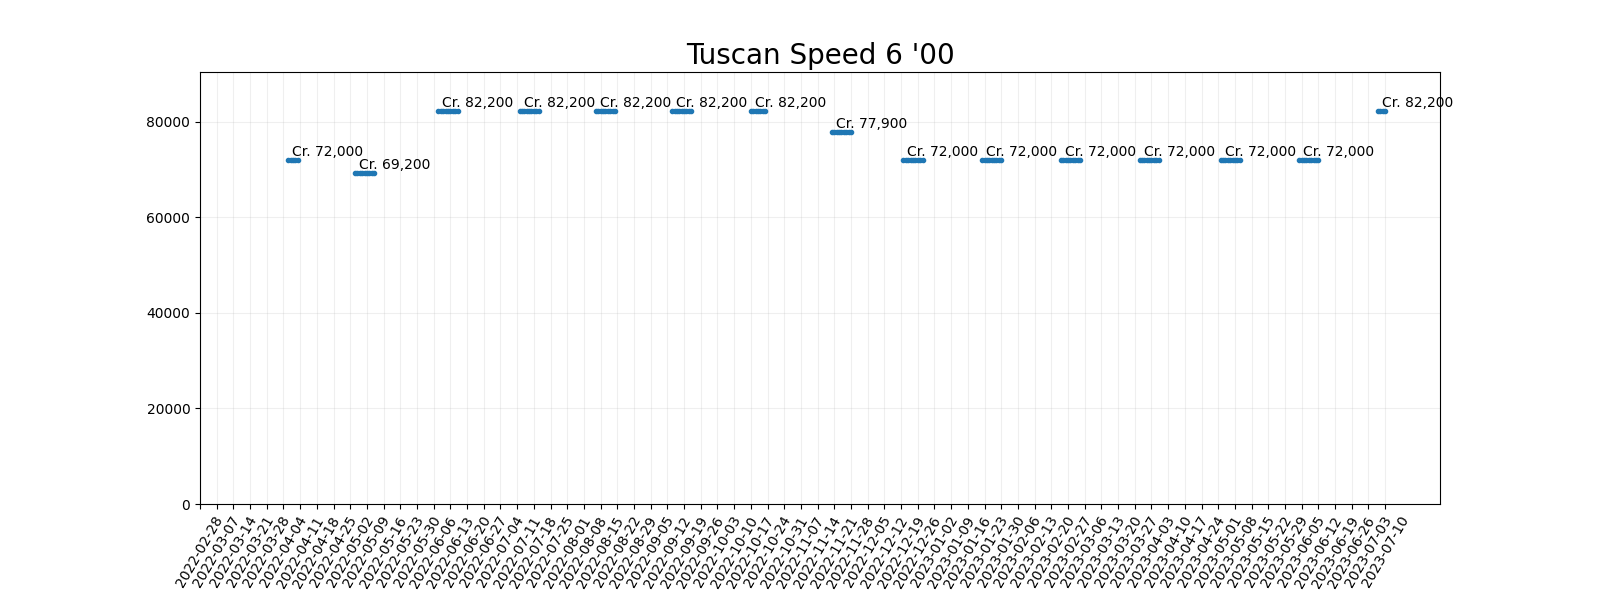 Tuscan Speed 6 '00
Cr. 82,200 Cr. 82,200 Cr. 82,200 Cr. 82,200 Cr. 82,200 Cr. 82,200
80000 Cr. 77,900
Cr. 72,000 Cr. 72,000 Cr. 72,000 Cr. 72,000 Cr. 72,000 Cr. 72,000 Cr. 72,000
Cr. 69,200
60000
40000
20000
0
2022-02-28 2022-03-07 2022-03-14 2022-03-21 2022-03-28 2022-04-04 2022-04-11 2022-04-18 2022-04-25 2022-05-02 2022-05-09 2022-05-16 2022-05-23 2022-05-30 2022-06-06 2022-06-13 2022-06-20 2022-06-27 2022-07-04 2022-07-11 2022-07-18 2022-07-25 2022-08-01 2022-08-08 2022-08-15 2022-08-22 2022-08-29 2022-09-05 2022-09-12 2022-09-19 2022-09-26 2022-10-03 2022-10-10 2022-10-17 2022-10-24 2022-10-31 2022-11-07 2022-11-14 2022-11-21 2022-11-28 2022-12-05 2022-12-12 2022-12-19 2022-12-26 2023-01-02 2023-01-09 2023-01-16 2023-01-23 2023-01-30 2023-02-06 2023-02-13 2023-02-20 2023-02-27 2023-03-06 2023-03-13 2023-03-20 2023-03-27 2023-04-03 2023-04-10 2023-04-17 2023-04-24 2023-05-01 2023-05-08 2023-05-15 2023-05-22 2023-05-29 2023-06-05 2023-06-12 2023-06-19 2023-06-26 2023-07-03 2023-07-10